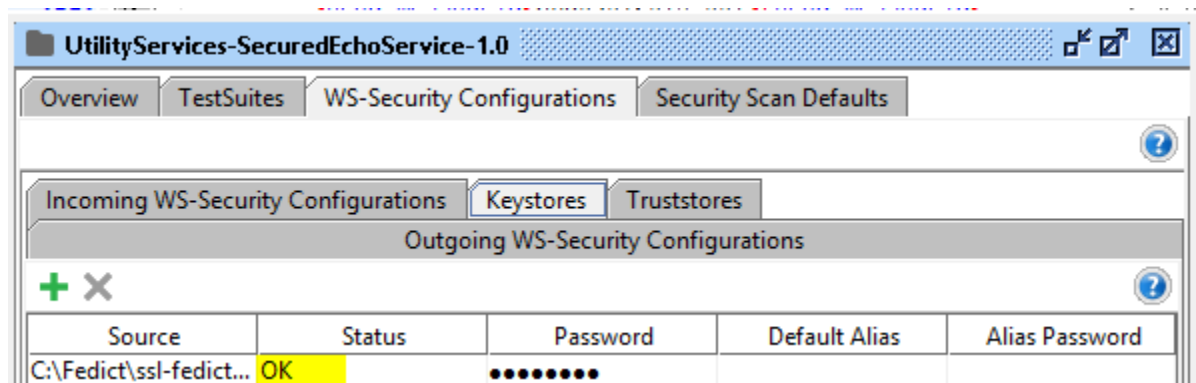 UtilityServices-SecuredEchoService-1.0
Overview TestSuites WS-Security Configurations Security Scan Defaults
Incoming WS-Security Configurations Keystores Truststores
Outgoing WS-Security Configurations
Source Status Password Default Alias Alias Password
C:\Fedict\ssl-fedict... OK ●●●●●●●●